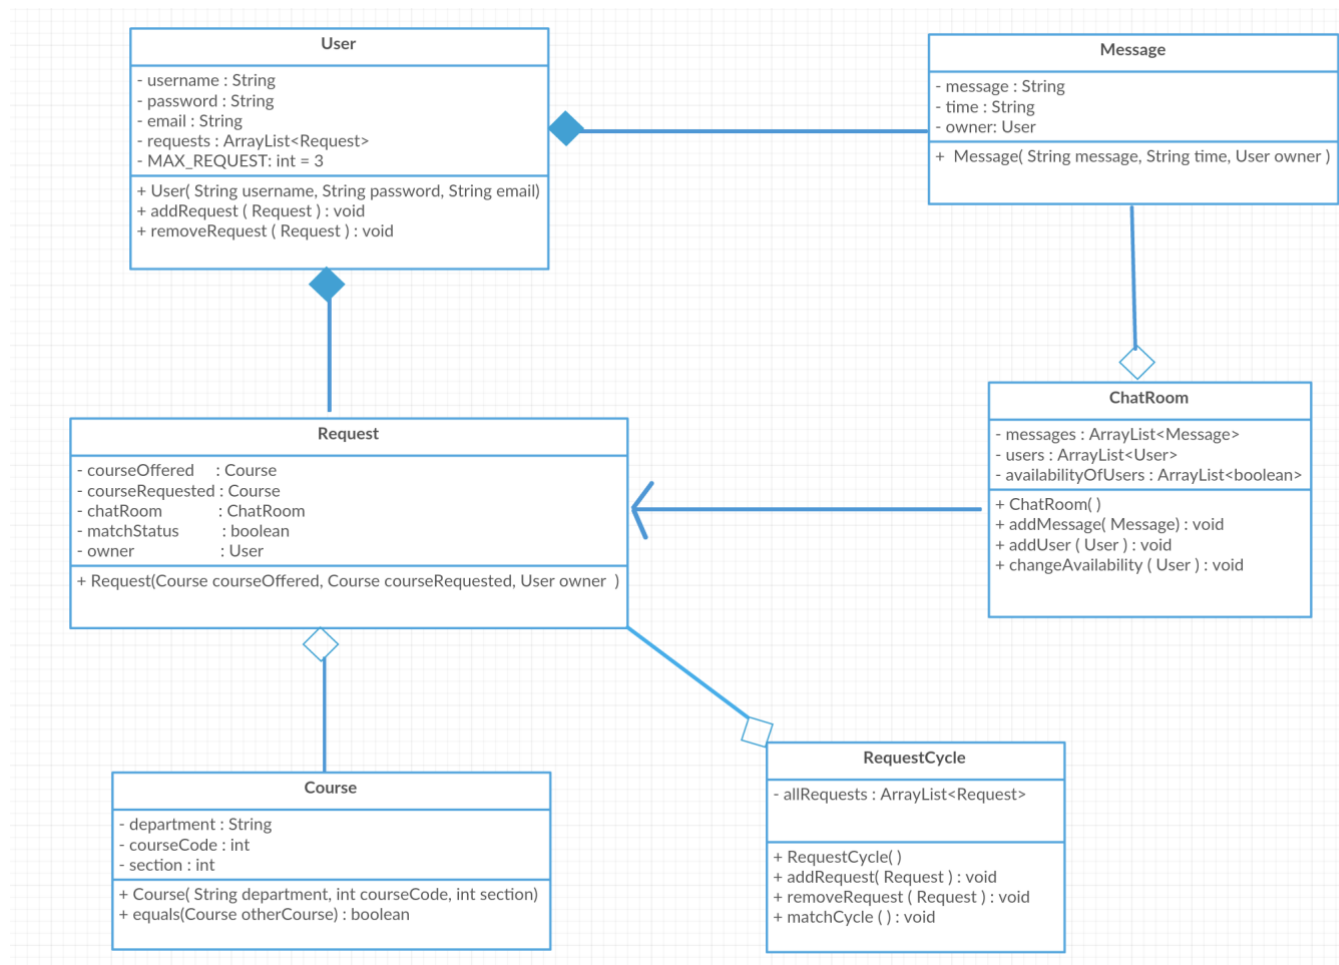 User
- username : String
- password : String
- email : String
- requests : ArrayList<Request>
- MAX_REQUEST: int = 3
+ User( String username, String password, String email)
+ addRequest ( Request ) : void
+ removeRequest ( Request ) : void
Message
- message : String
- time : String
- owner: User
+ Message( String message, String time, User owner )
Request
- courseOffered : Course
- courseRequested : Course
- chatRoom : ChatRoom
- matchStatus : boolean
- owner : User
+ Request(Course courseOffered, Course courseRequested, User owner )
ChatRoom
- messages : ArrayList<Message>
- users : ArrayList<User>
- availabilityOfUsers : ArrayList<boolean>
+ ChatRoom( )
+ addMessage( Message) : void
+ addUser ( User ) : void
+ changeAvailability ( User ) : void
Course
- department : String
- courseCode : int
- section : int
+ Course( String department, int courseCode, int section)
+ equals(Course otherCourse) : boolean
RequestCycle
- allRequests : ArrayList<Request>
+ RequestCycle( )
+ addRequest( Request ) : void
+ removeRequest ( Request ) : void
+ matchCycle ( ) : void